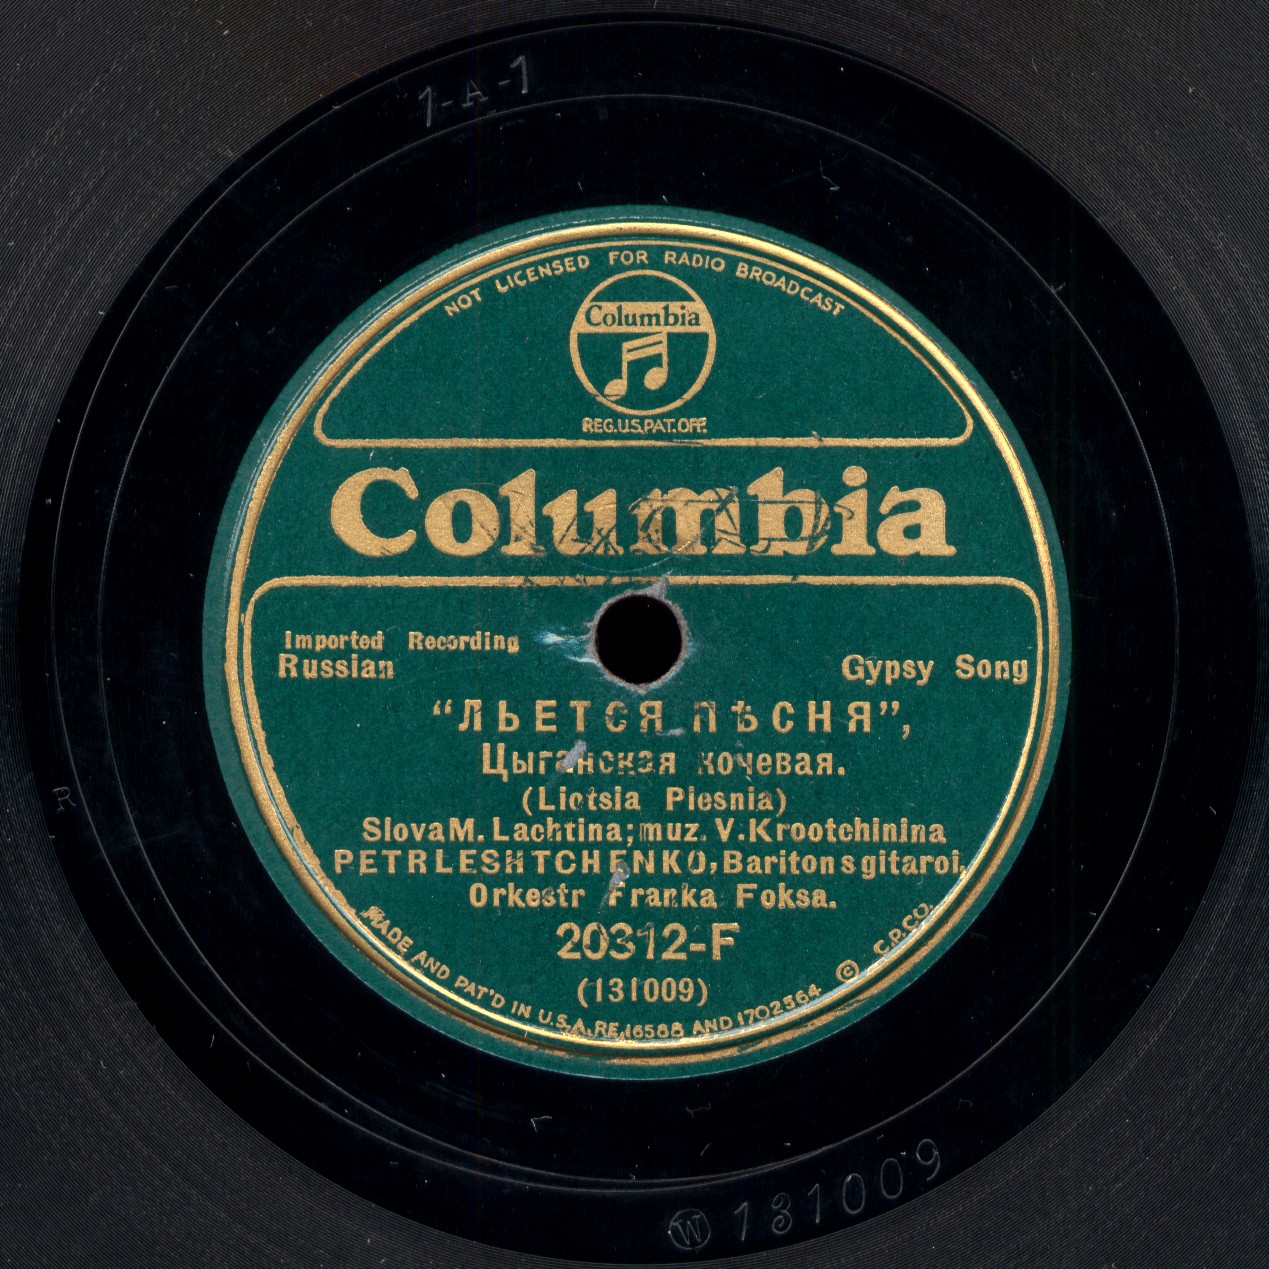 1-A-1
NOT LICENSED FOR RADIO BROADCAST
Columbia
REG.U.S.PAT.OFF.
Columbia
Imported Recording
Russian
Gypsy Song
“ЛЬЕТСЯ ПѢСНЯ”,
Цыганская кочевая.
(Liotsia Piesnia)
Slova M. Lachtina; muz. V. Krootchinina
PETR LESHTCHENKO, Bariton s gitaroi,
Orkestr Franka Foksa.
20312-F
(131009)
MADE AND PAT'D IN U.S.A. RE. 16588 AND 1702564 © C.P.CO.
R
W 131009